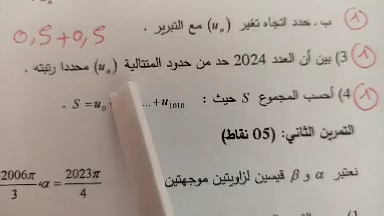 ب. حدد اتجاه تغير (uₙ) مع التبرير .
①
0,5+0,5
3) بين أن العدد 2024 حد من حدود المتتالية (uₙ) محددا رتبته .
①
4) أحسب المجموع S حيث : S = u₀ ...+u₁₀₁₀ .
①
التمرين الثاني: (05 نقاط)
نعتبر α و β قيسين لزاويتين موجهتين
α = 2023π/4 ، 2006π/3